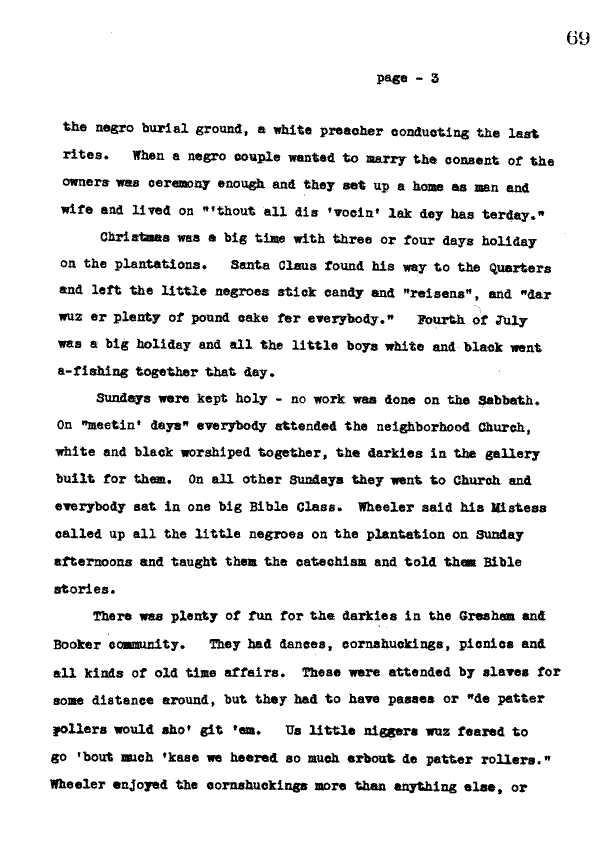 69
page - 3
the negro burial ground, a white preacher conducting the last
rites. When a negro couple wanted to marry the consent of the
owners was ceremony enough and they set up a home as man and
wife and lived on "'thout all dis 'vocin' lak dey has terday."
Christmas was a big time with three or four days holiday
on the plantations. Santa Claus found his way to the Quarters
and left the little negroes stick candy and "reisens", and "dar
wuz er plenty of pound cake fer everybody." Fourth of July
was a big holiday and all the little boys white and black went
a-fishing together that day.
Sundays were kept holy - no work was done on the Sabbath.
On "meetin' days" everybody attended the neighborhood Church,
white and black worshiped together, the darkies in the gallery
built for them. On all other Sundays they went to Church and
everybody sat in one big Bible Class. Wheeler said his Mistess
called up all the little negroes on the plantation on Sunday
afternoons and taught them the catechism and told them Bible
stories.
There was plenty of fun for the darkies in the Gresham and
Booker community. They had dances, cornshuckings, picnics and
all kinds of old time affairs. These were attended by slaves for
some distance around, but they had to have passes or "de patter
rollers would sho' git 'em. Us little niggers wuz feared to
go 'bout much 'kase we heered so much erbout de patter rollers."
Wheeler enjoyed the cornshuckings more than anything else, or